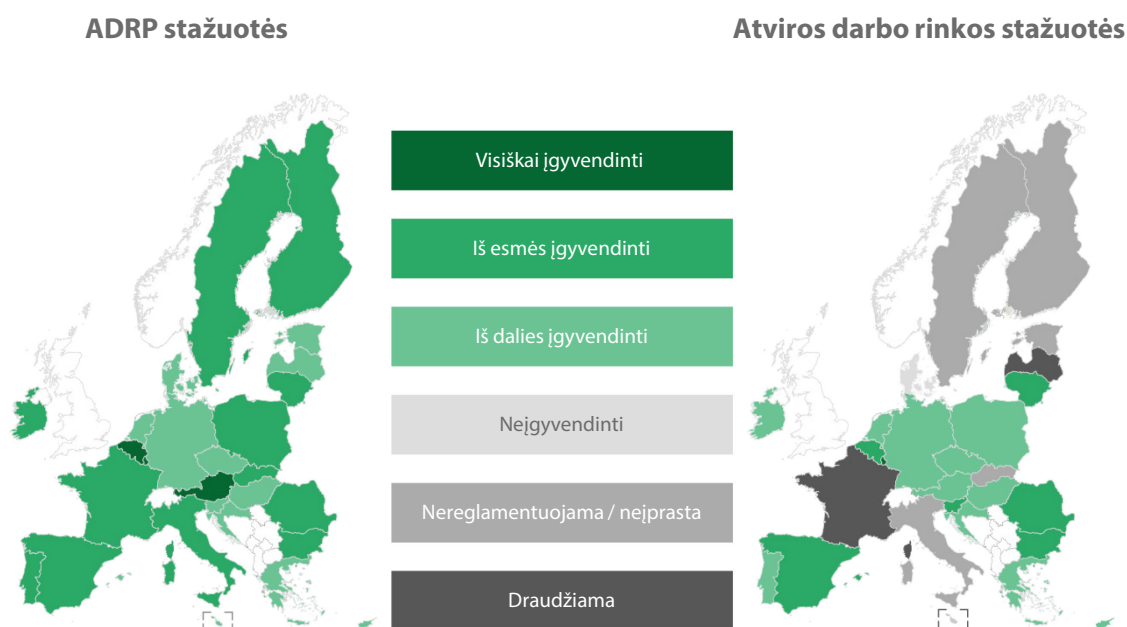 ADRP stažuotės
Atviros darbo rinkos stažuotės
Visiškai įgyvendinti
Iš esmės įgyvendinti
Iš dalies įgyvendinti
Neįgyvendinti
Nereglamentuojama / neįprasta
Draudžiama